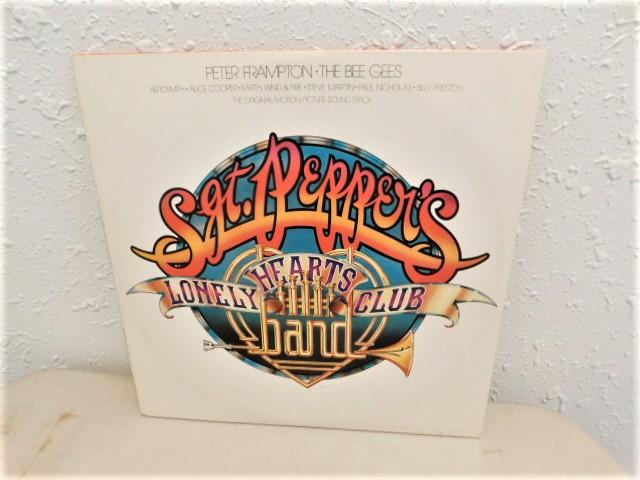 PETER FRAMPTON · THE BEE GEES
AEROSMITH · ALICE COOPER · EARTH, WIND & FIRE · STEVE MARTIN · PAUL NICHOLAS · BILLY PRESTON
THE ORIGINAL MOTION PICTURE SOUND TRACK
Sgt. PEPPER'S
LONELY HEARTS CLUB
band